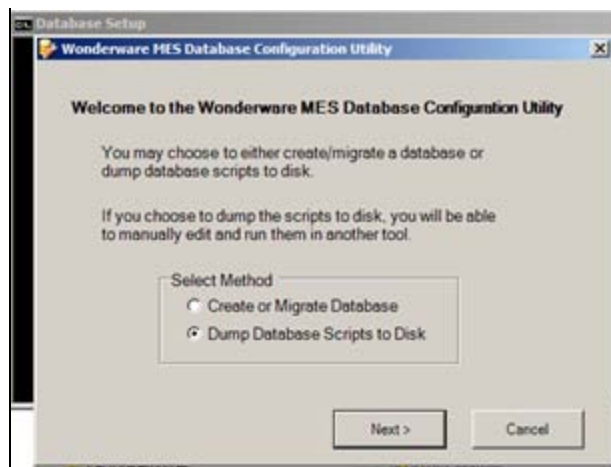 Database Setup
Wonderware MES Database Configuration Utility
Welcome to the Wonderware MES Database Configuration Utility
You may choose to either create/migrate a database or
dump database scripts to disk.
If you choose to dump the scripts to disk, you will be able
to manually edit and run them in another tool.
Select Method
Create or Migrate Database
Dump Database Scripts to Disk
Next >
Cancel